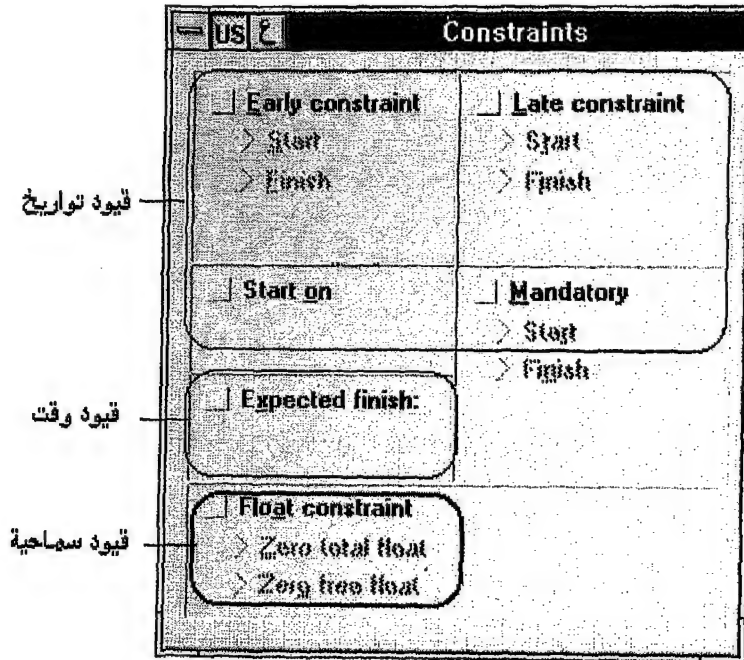 US ع Constraints
Early constraint
Start
Finish
Late constraint
Start
Finish
قيود تواريخ
Start on
Mandatory
Start
Finish
قيود وقت
Expected finish:
قيود سماحية
Float constraint
Zero total float
Zero free float